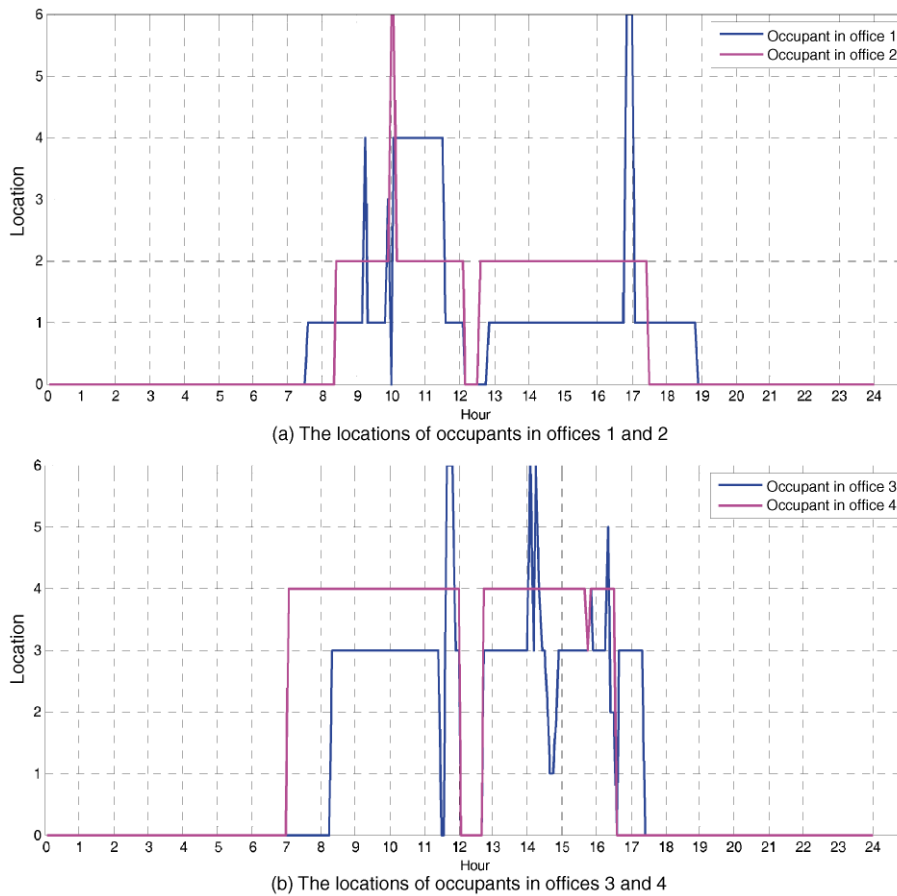 6
5
4
3
2
1
0
Location
Occupant in office 1
Occupant in office 2
0 1 2 3 4 5 6 7 8 9 10 11 12 13 14 15 16 17 18 19 20 21 22 23 24
Hour
(a) The locations of occupants in offices 1 and 2
6
5
4
3
2
1
0
Location
Occupant in office 3
Occupant in office 4
0 1 2 3 4 5 6 7 8 9 10 11 12 13 14 15 16 17 18 19 20 21 22 23 24
Hour
(b) The locations of occupants in offices 3 and 4